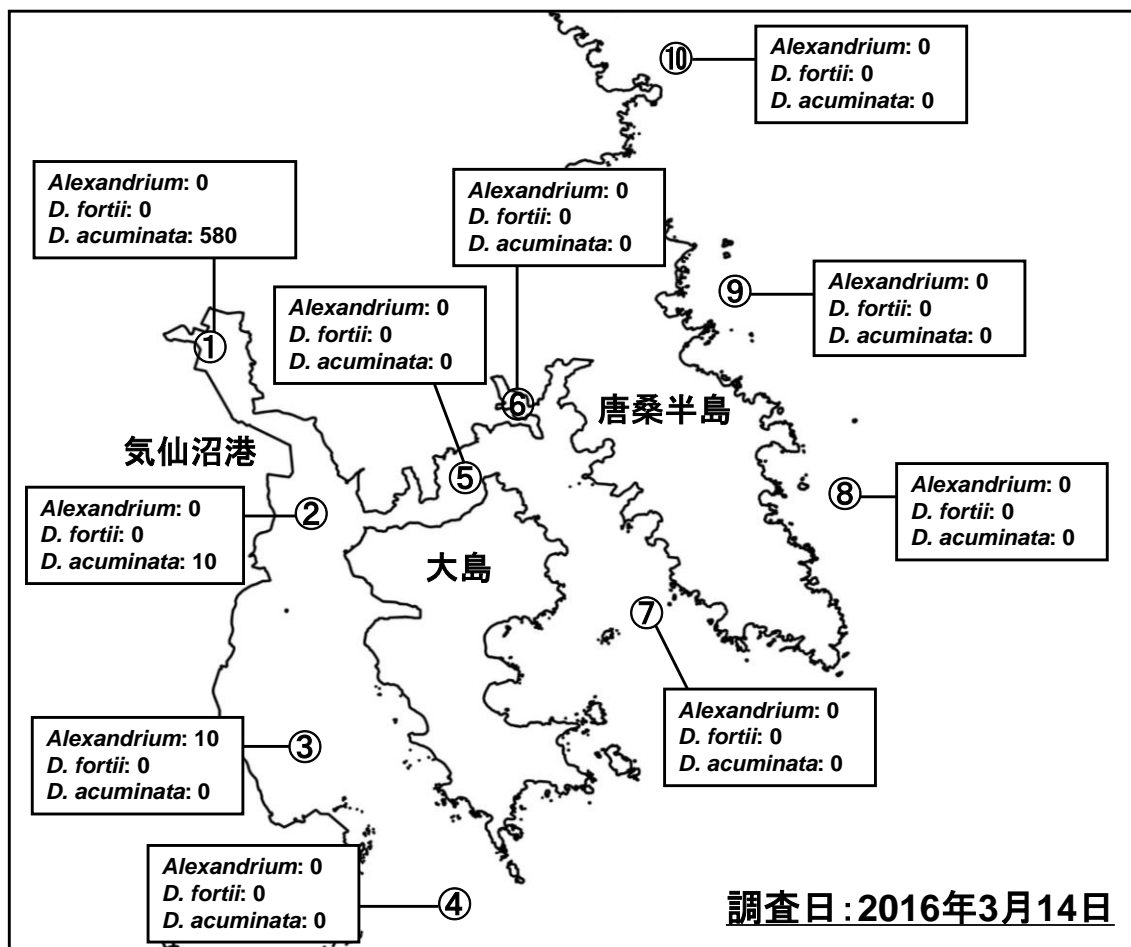 ⑩
Alexandrium: 0
D. fortii: 0
D. acuminata: 0
Alexandrium: 0
D. fortii: 0
D. acuminata: 580
①
Alexandrium: 0
D. fortii: 0
D. acuminata: 0
⑥
Alexandrium: 0
D. fortii: 0
D. acuminata: 0
⑤
⑨
Alexandrium: 0
D. fortii: 0
D. acuminata: 0
唐桑半島
気仙沼港
Alexandrium: 0
D. fortii: 0
D. acuminata: 10
②
大島
⑧
Alexandrium: 0
D. fortii: 0
D. acuminata: 0
⑦
Alexandrium: 0
D. fortii: 0
D. acuminata: 0
Alexandrium: 10
D. fortii: 0
D. acuminata: 0
③
Alexandrium: 0
D. fortii: 0
D. acuminata: 0
④
調査日:2016年3月14日